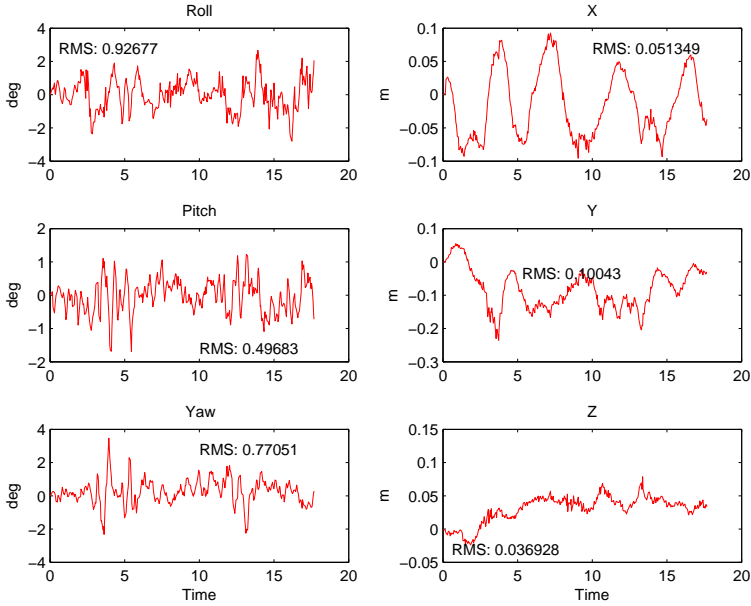 Roll
4
2
0
−2
−4
deg
RMS: 0.92677
0 5 10 15 20
X
0.1
0.05
0
−0.05
−0.1
m
RMS: 0.051349
0 5 10 15 20
Pitch
2
1
0
−1
−2
deg
RMS: 0.49683
0 5 10 15 20
Y
0.1
0
−0.1
−0.2
−0.3
m
RMS: 0.10043
0 5 10 15 20
Yaw
4
2
0
−2
−4
deg
RMS: 0.77051
0 5 10 15 20
Time
Z
0.15
0.1
0.05
0
−0.05
m
RMS: 0.036928
0 5 10 15 20
Time